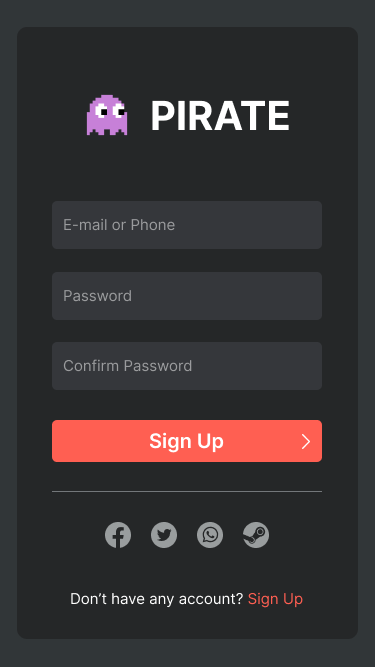 PIRATE
E-mail or Phone
Password
Confirm Password
Sign Up
Don’t have any account? Sign Up